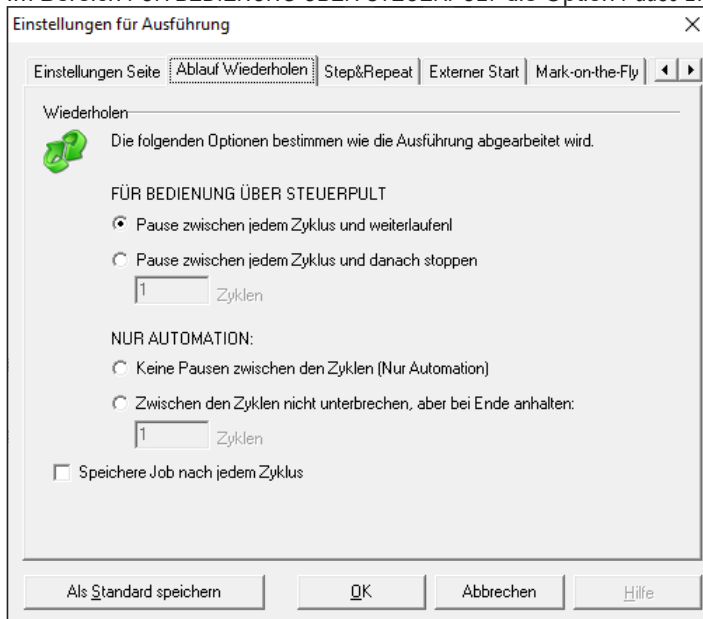 Einstellungen für Ausführung
Einstellungen Seite Ablauf Wiederholen Step&Repeat Externer Start Mark-on-the-Fly
Wiederholen
Die folgenden Optionen bestimmen wie die Ausführung abgearbeitet wird.
FÜR BEDIENUNG ÜBER STEUERPULT
Pause zwischen jedem Zyklus und weiterlaufenl
Pause zwischen jedem Zyklus und danach stoppen
1 Zyklen
NUR AUTOMATION:
Keine Pausen zwischen den Zyklen (Nur Automation)
Zwischen den Zyklen nicht unterbrechen, aber bei Ende anhalten:
1 Zyklen
Speichere Job nach jedem Zyklus
Als Standard speichern OK Abbrechen Hilfe